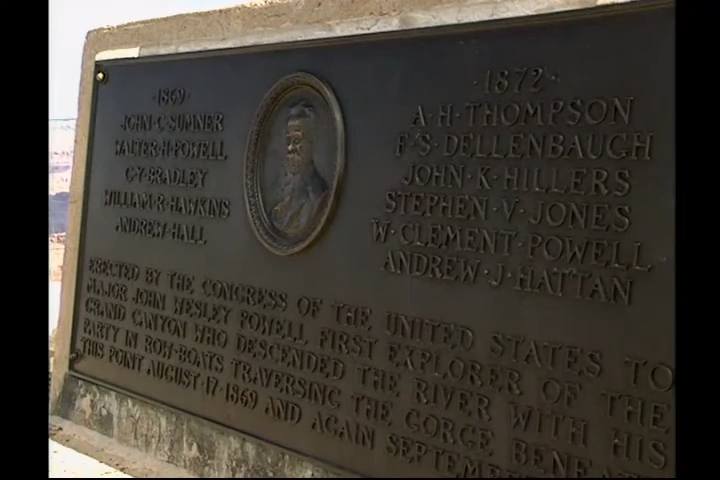 ·1869·
JOHN·C·SUMNER
WALTER·H·POWELL
G·Y·BRADLEY
WILLIAM·R·HAWKINS
ANDREW·HALL
·1872·
A·H·THOMPSON
F·S·DELLENBAUGH
JOHN·K·HILLERS
STEPHEN·V·JONES
W·CLEMENT·POWELL
ANDREW·J·HATTAN
ERECTED BY THE CONGRESS OF THE UNITED STATES TO
MAJOR JOHN WESLEY POWELL FIRST EXPLORER OF THE
GRAND CANYON WHO DESCENDED THE RIVER WITH HIS
PARTY IN ROW-BOATS TRAVERSING THE GORGE BENEATH
THIS POINT AUGUST·17·1869 AND AGAIN SEPTEMBER